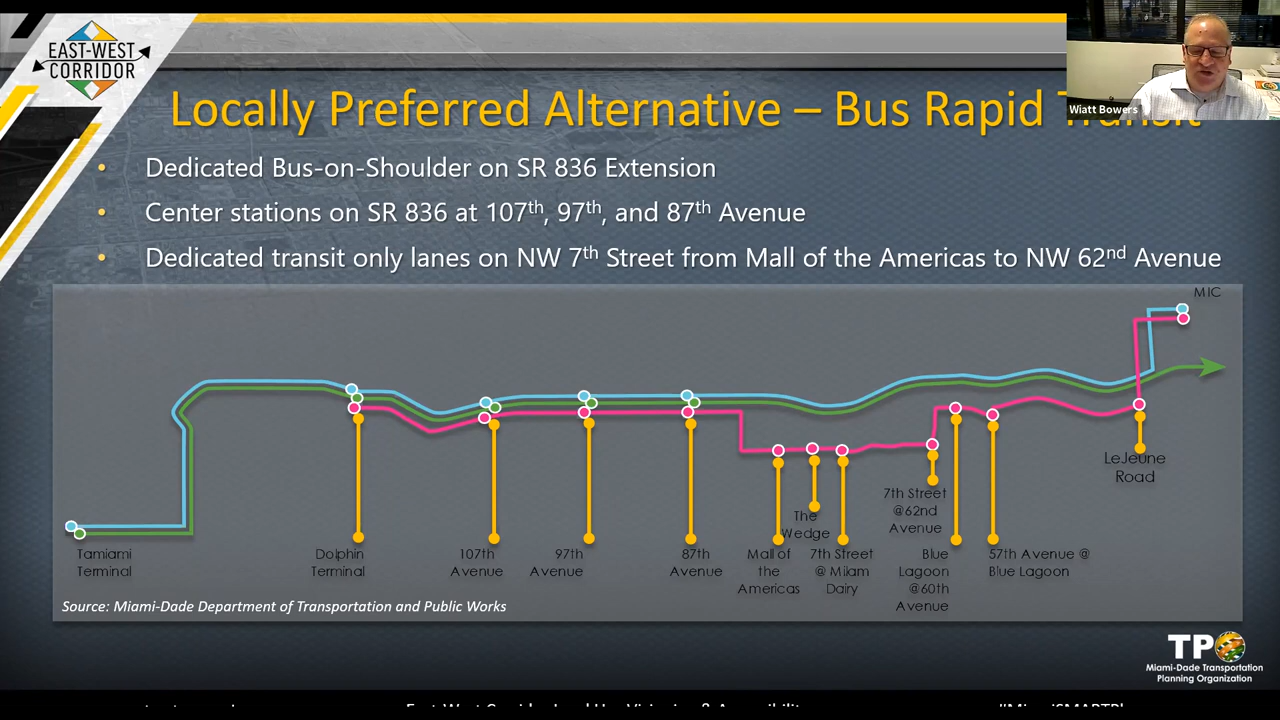 EAST-WEST
CORRIDOR
Wiatt Bowers
Locally Preferred Alternative – Bus Rapid Transit
• Dedicated Bus-on-Shoulder on SR 836 Extension
• Center stations on SR 836 at 107th, 97th, and 87th Avenue
• Dedicated transit only lanes on NW 7th Street from Mall of the Americas to NW 62nd Avenue
MIC
LeJeune
Road
7th Street
@62nd
Avenue
The
Wedge
Tamiami
Terminal
Dolphin
Terminal
107th
Avenue
97th
Avenue
87th
Avenue
Mall of
the
Americas
7th Street
@ Milam
Dairy
Blue
Lagoon
@60th
Avenue
57th Avenue @
Blue Lagoon
Source: Miami-Dade Department of Transportation and Public Works
TPO
Miami-Dade Transportation
Planning Organization